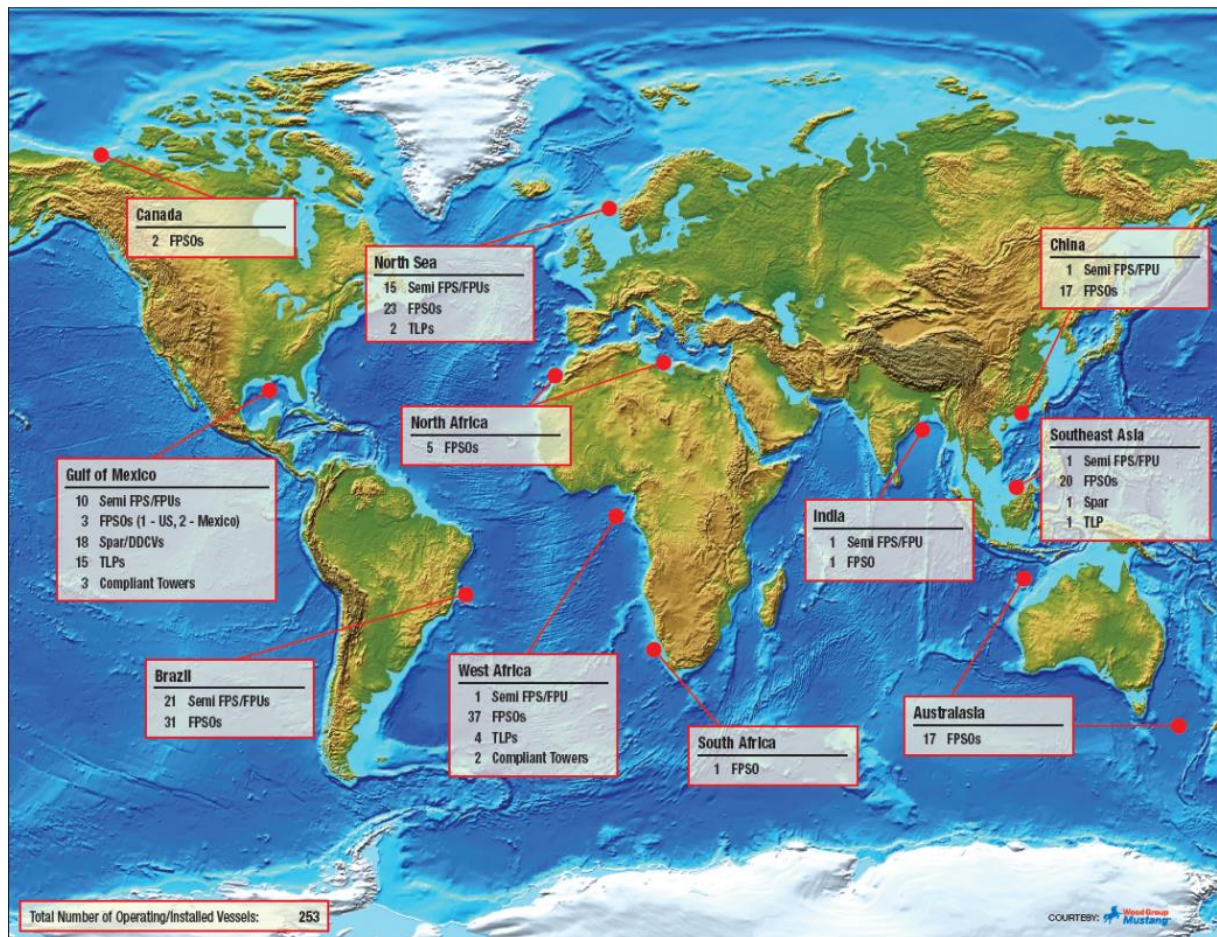 Canada
2 FPSOs
North Sea
15 Semi FPS/FPUs
23 FPSOs
2 TLPs
China
1 Semi FPS/FPU
17 FPSOs
North Africa
5 FPSOs
Southeast Asia
1 Semi FPS/FPU
20 FPSOs
1 Spar
1 TLP
Gulf of Mexico
10 Semi FPS/FPUs
3 FPSOs (1 - US, 2 - Mexico)
18 Spar/DDCVs
15 TLPs
3 Compliant Towers
India
1 Semi FPS/FPU
1 FPSO
Brazil
21 Semi FPS/FPUs
31 FPSOs
West Africa
1 Semi FPS/FPU
37 FPSOs
4 TLPs
2 Compliant Towers
South Africa
1 FPSO
Australasia
17 FPSOs
Total Number of Operating/Installed Vessels: 253
COURTESY: Wood Group
Mustang